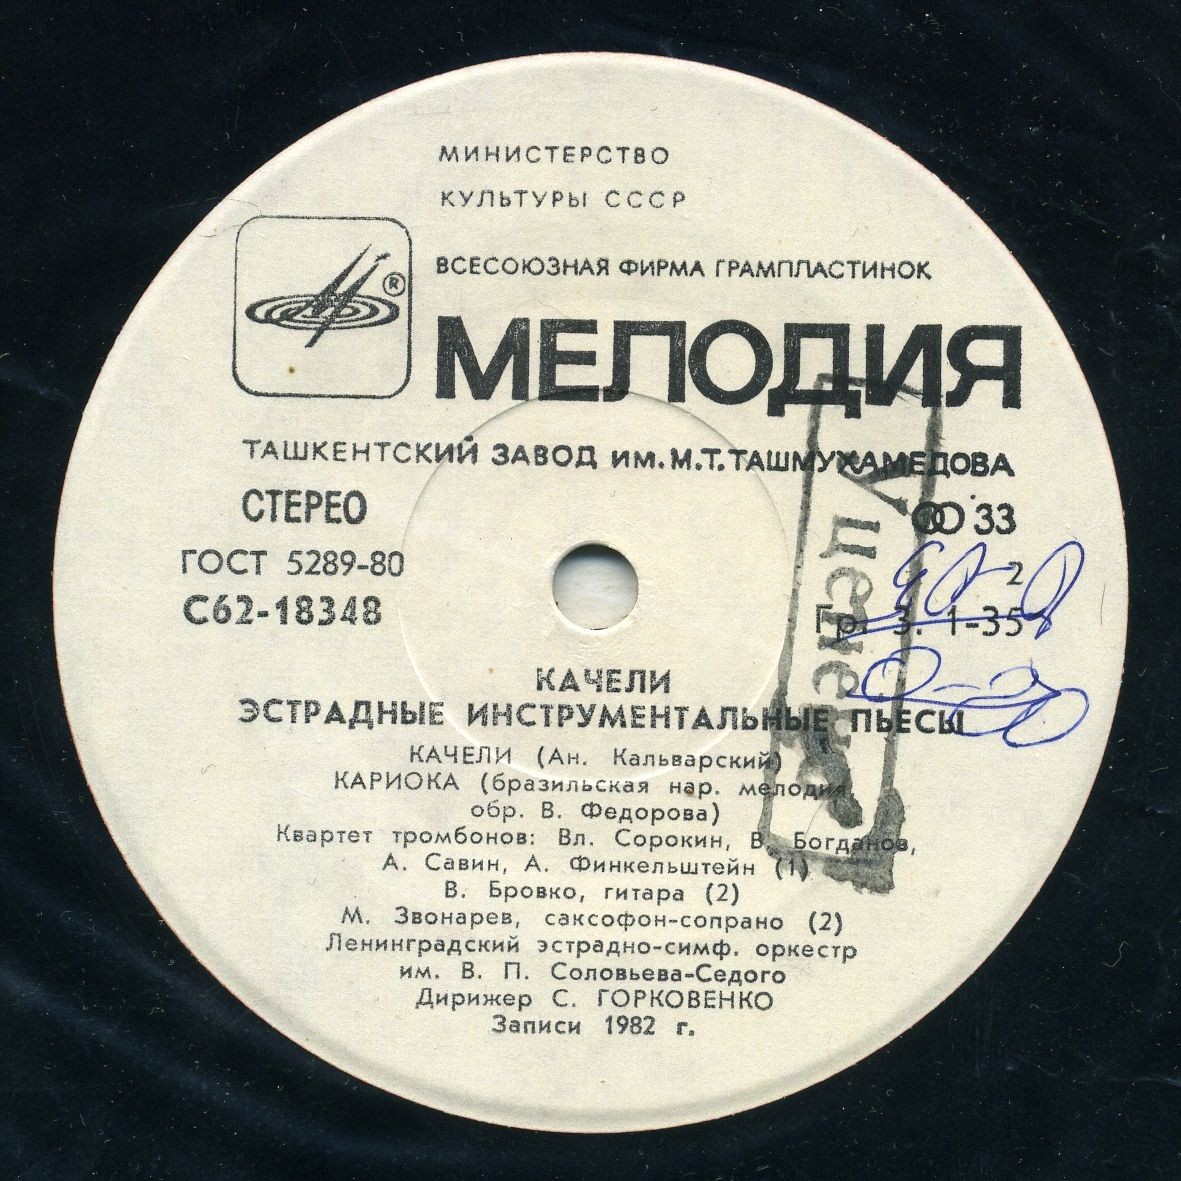 МИНИСТЕРСТВО
КУЛЬТУРЫ СССР
ВСЕСОЮЗНАЯ ФИРМА ГРАМПЛАСТИНОК
®
МЕЛОДИЯ
ТАШКЕНТСКИЙ ЗАВОД ИМ. М. Т. ТАШМУХАМЕДОВА
СТЕРЕО
33
ГОСТ 5289-80
2
С62-18348
Гр. 3. 1-35
Уценено
КАЧЕЛИ
ЭСТРАДНЫЕ ИНСТРУМЕНТАЛЬНЫЕ ПЬЕСЫ
КАЧЕЛИ (Ан. Кальварский)
КАРИОКА (бразильская нар. мелодия,
обр. В. Федорова)
Квартет тромбонов: Вл. Сорокин, В. Богданов,
А. Савин, А. Финкельштейн (1)
В. Бровко, гитара (2)
М. Звонарев, саксофон-сопрано (2)
Ленинградский эстрадно-симф. оркестр
им. В. П. Соловьева-Седого
Дирижер С. ГОРКОВЕНКО
Записи 1982 г.